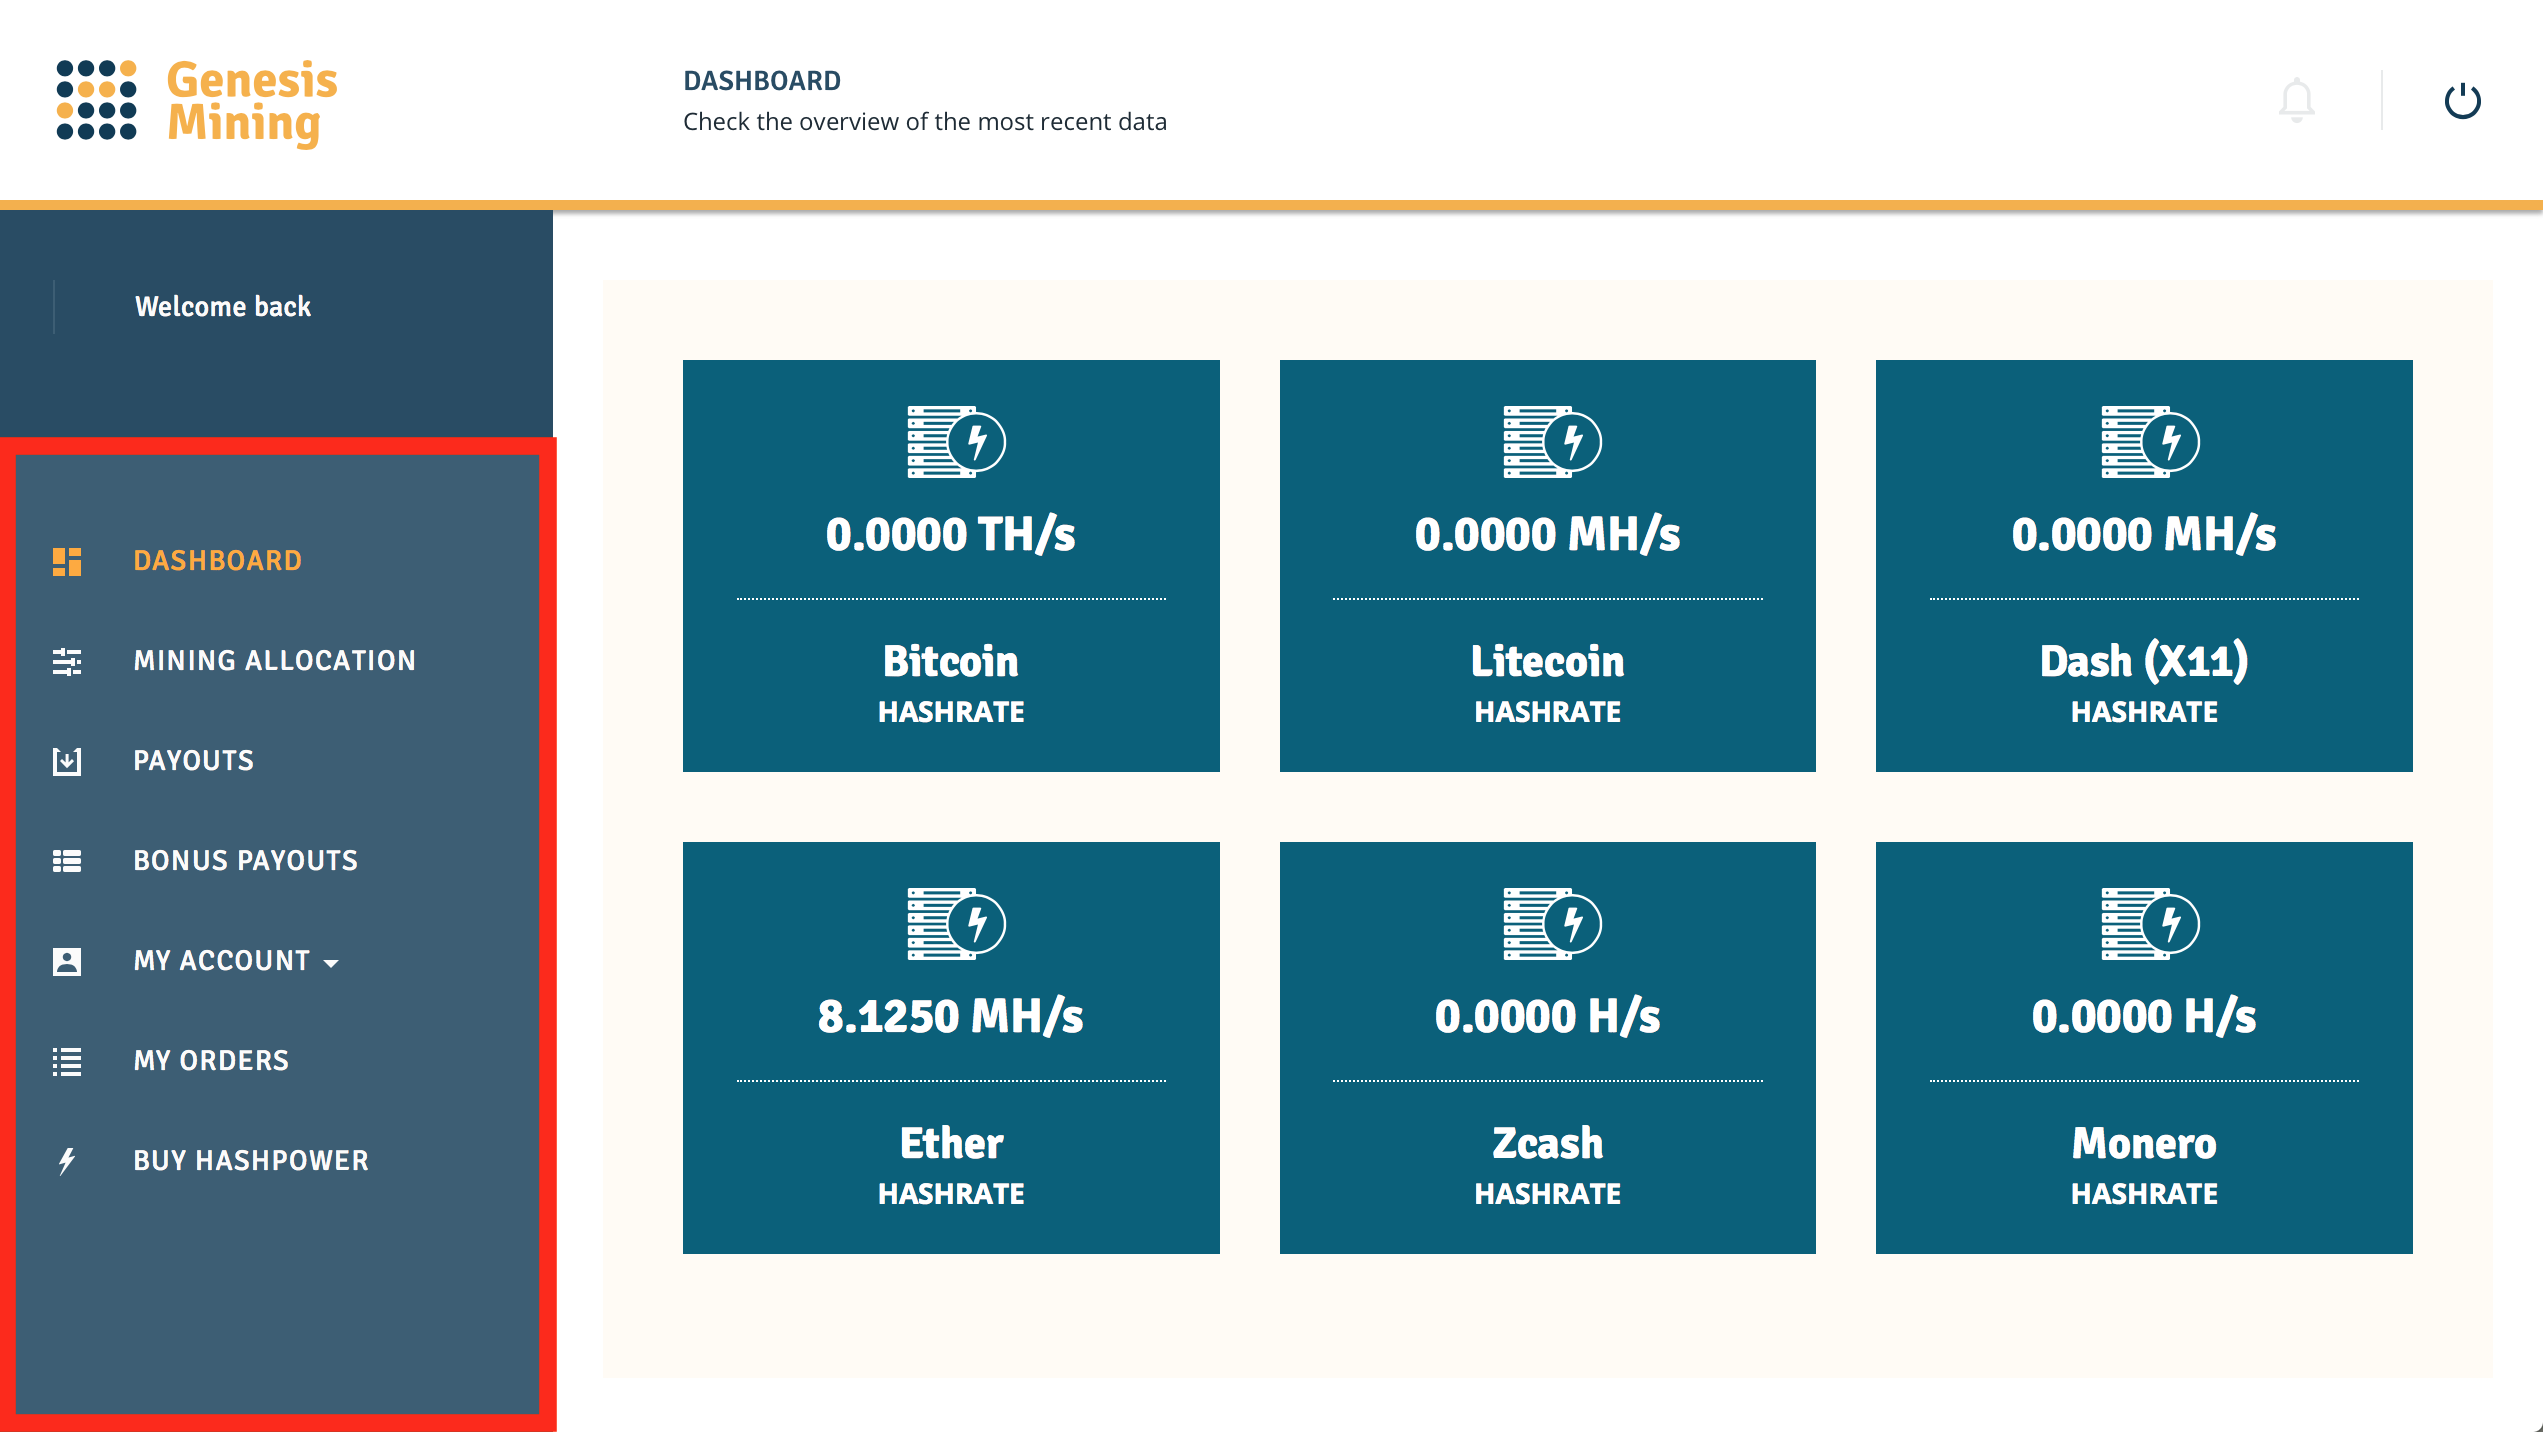 Genesis
Mining
DASHBOARD
Check the overview of the most recent data
Welcome back
DASHBOARD
MINING ALLOCATION
PAYOUTS
BONUS PAYOUTS
MY ACCOUNT
MY ORDERS
BUY HASHPOWER
0.0000 TH/s
Bitcoin
HASHRATE
0.0000 MH/s
Litecoin
HASHRATE
0.0000 MH/s
Dash (X11)
HASHRATE
8.1250 MH/s
Ether
HASHRATE
0.0000 H/s
Zcash
HASHRATE
0.0000 H/s
Monero
HASHRATE